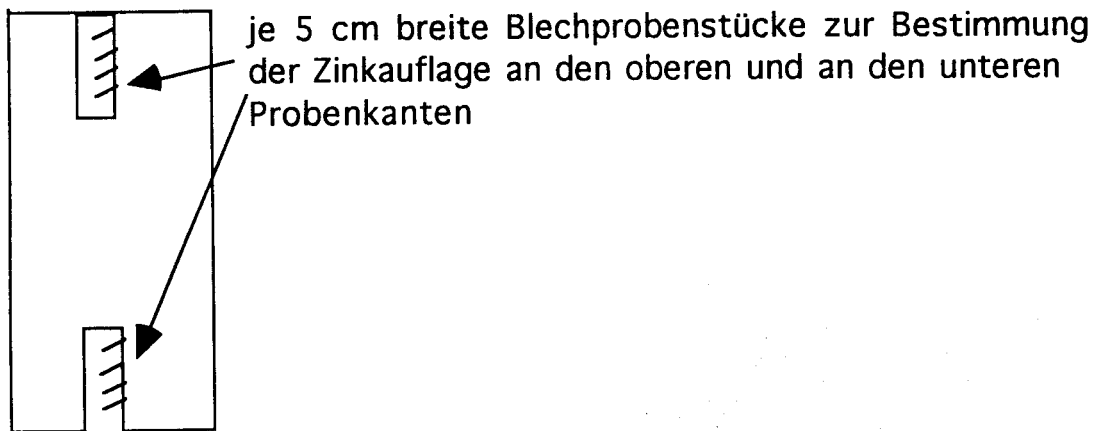 je 5 cm breite Blechprobenstücke zur Bestimmung
der Zinkauflage an den oberen und an den unteren
Probenkanten